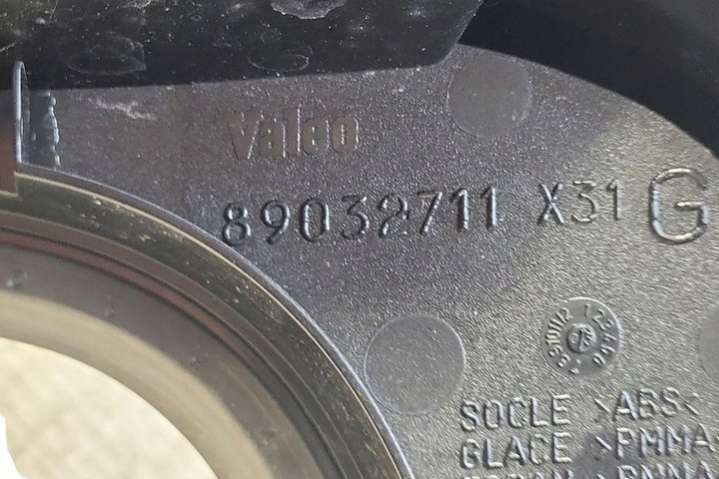 Valeo
89032711 X31 G
SOCLE >ABS<
GLACE >PMMA